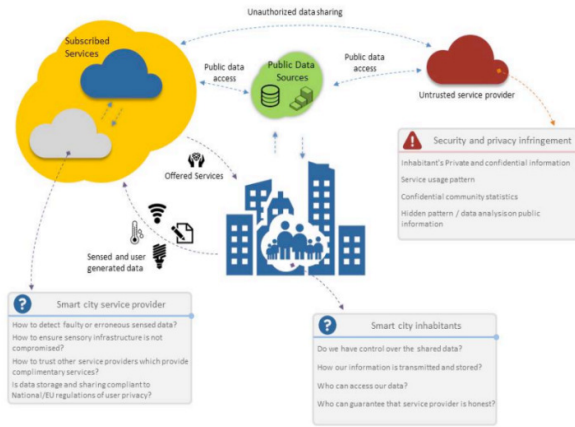 Unauthorized data sharing
Subscribed
Services
Public data
access
Public Data
Sources
Public data
access
Untrusted service provider
Security and privacy infringement
Inhabitant's Private and confidential information
Service usage pattern
Confidential community statistics
Hidden pattern / data analysis on public
information
Offered Services
Sensed and user
generated data
Smart city service provider
How to detect faulty or erroneous sensed data?
How to ensure sensory infrastructure is not
compromised?
How to trust other service providers which provide
complimentary services?
Is data storage and sharing compliant to
National/EU regulations of user privacy?
Smart city inhabitants
Do we have control over the shared data?
How our information is transmitted and stored?
Who can access our data?
Who can guarantee that service provider is honest?